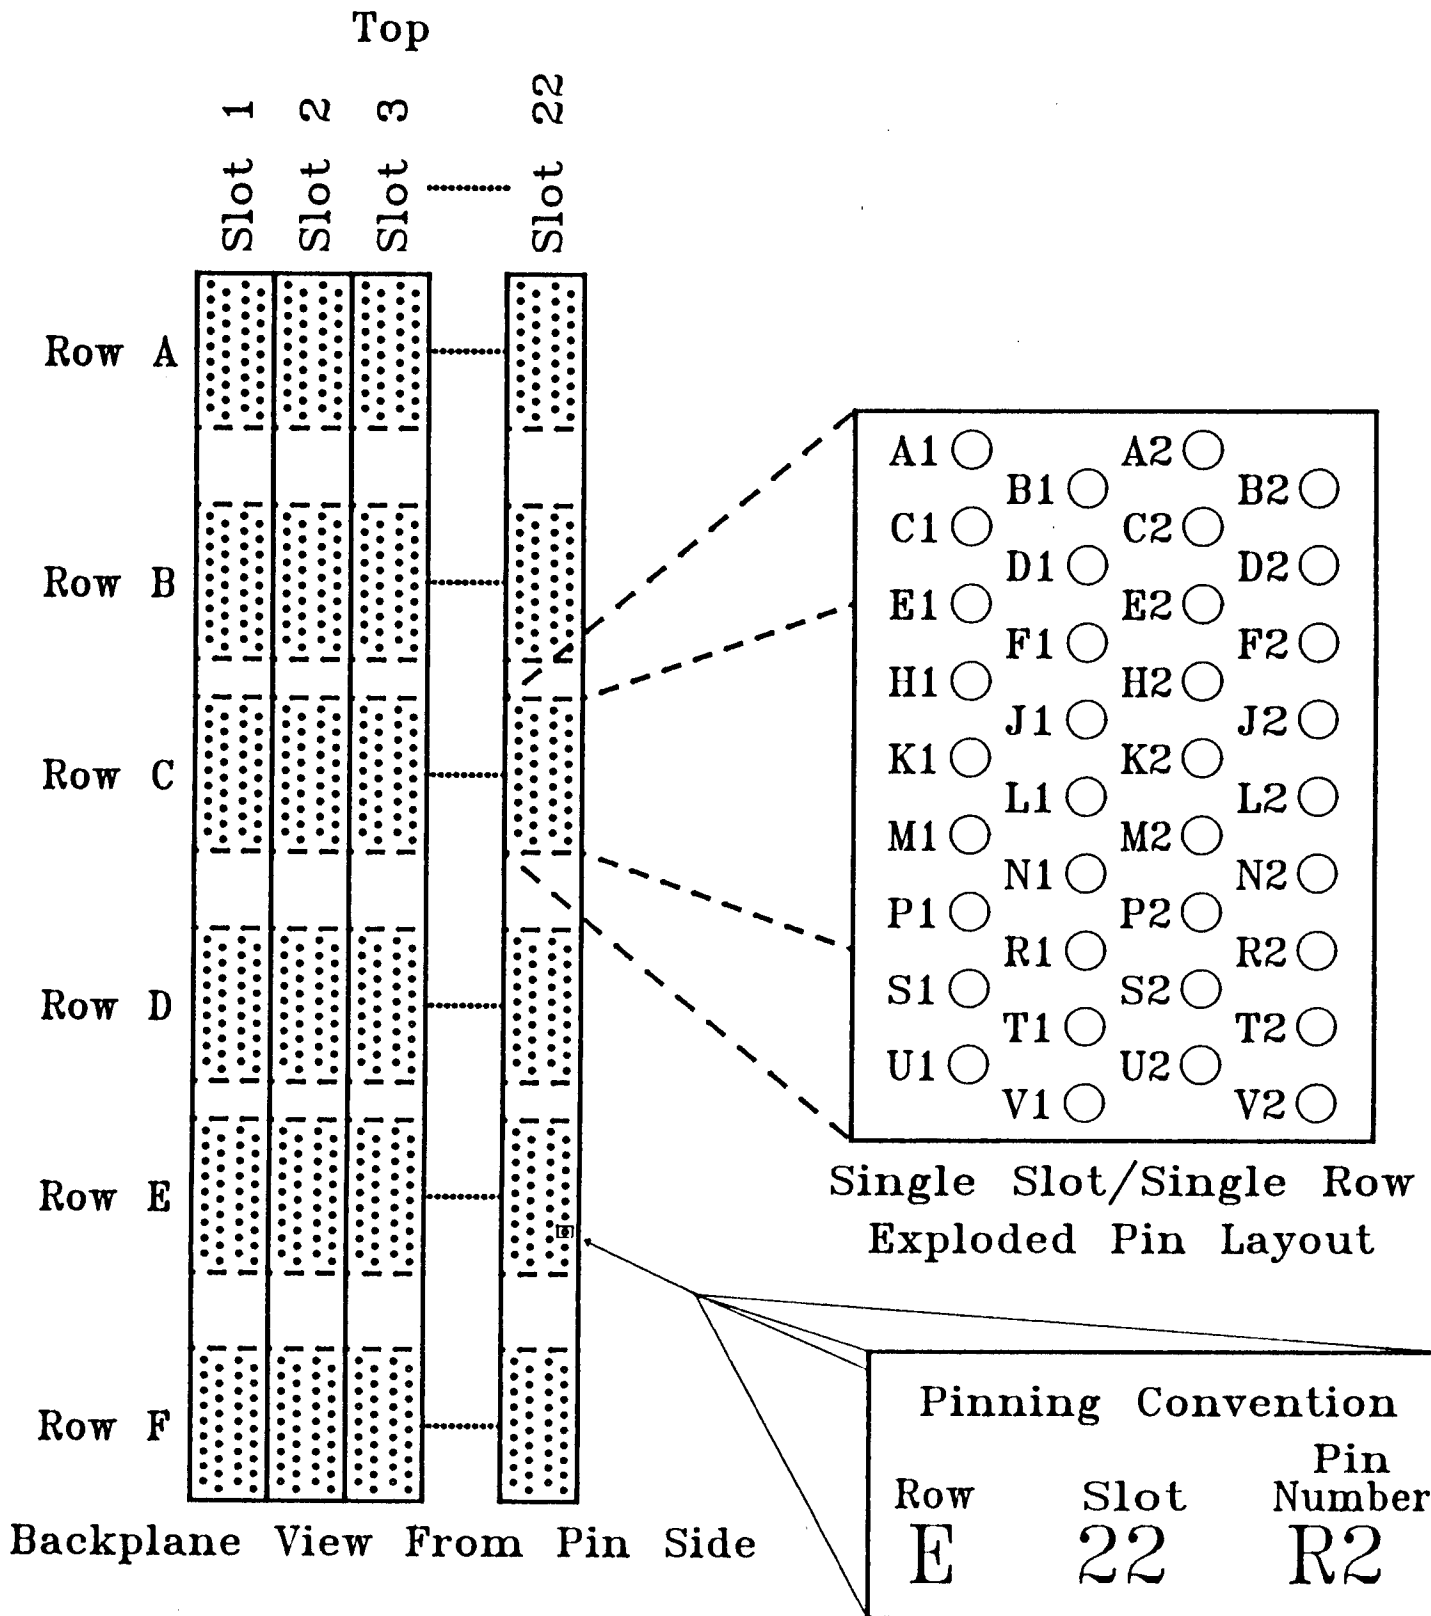 Top
Slot 1
Slot 2
Slot 3
Slot 22
Row A
Row B
Row C
Row D
Row E
Row F
Backplane View From Pin Side
A1 A2
B1 B2
C1 C2
D1 D2
E1 E2
F1 F2
H1 H2
J1 J2
K1 K2
L1 L2
M1 M2
N1 N2
P1 P2
R1 R2
S1 S2
T1 T2
U1 U2
V1 V2
Single Slot/Single Row
Exploded Pin Layout
Pinning Convention
Row Slot Pin Number
E 22 R2